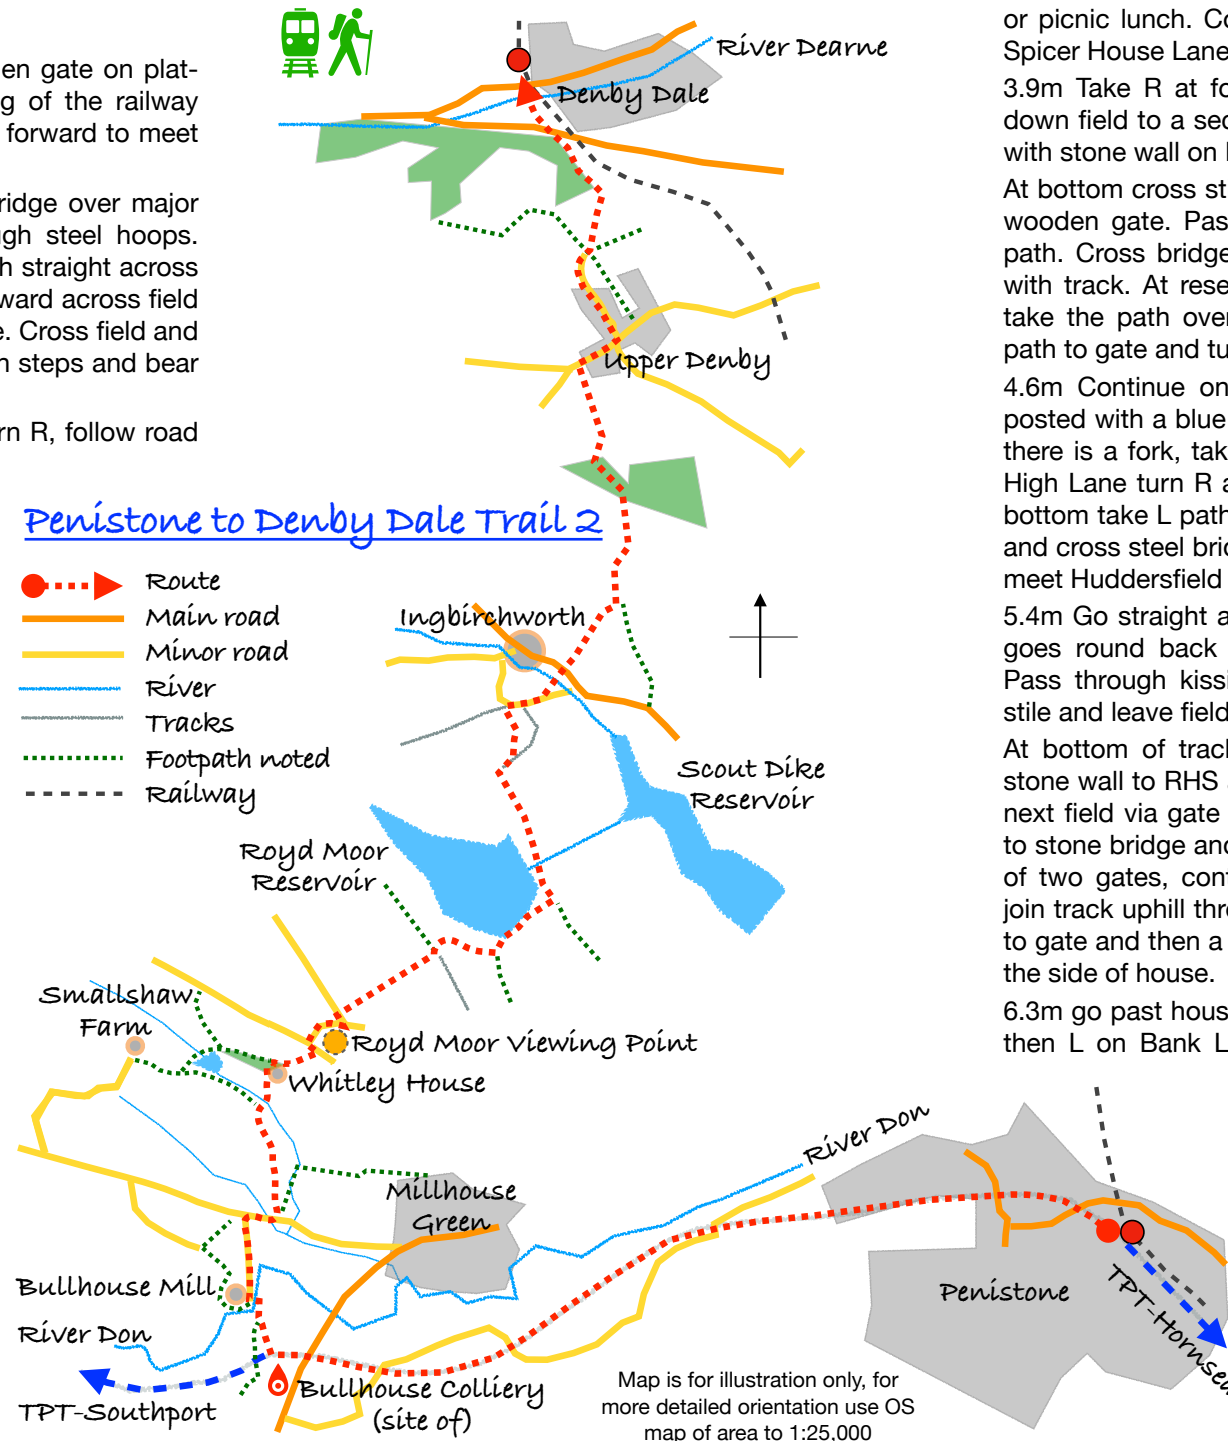 en gate on plat-
g of the railway
forward to meet
ridge over major
ugh steel hoops.
h straight across
ward across field
e. Cross field and
n steps and bear
rn R, follow road
River Dearne
Denby Dale
Upper Denby
Penistone to Denby Dale Trail 2
Route
Main road
Minor road
River
Tracks
Footpath noted
Railway
Ingbirchworth
Scout Dike
Reservoir
Royd Moor
Reservoir
Smallshaw
Farm
Royd Moor Viewing Point
Whitley House
Millhouse
Green
River Don
Bullhouse Mill
River Don
TPT-Southport
Bullhouse Colliery
(site of)
Penistone
TPT-Hornsea
Map is for illustration only, for
more detailed orientation use OS
map of area to 1:25,000
or picnic lunch. Co
Spicer House Lane
3.9m Take R at fo
down field to a sec
with stone wall on
At bottom cross st
wooden gate. Pas
path. Cross bridge
with track. At rese
take the path over
path to gate and tu
4.6m Continue on
posted with a blue
there is a fork, tak
High Lane turn R a
bottom take L path
and cross steel brid
meet Huddersfield
5.4m Go straight a
goes round back
Pass through kissi
stile and leave field
At bottom of track
stone wall to RHS
next field via gate
to stone bridge and
of two gates, cont
join track uphill thr
to gate and then a
the side of house.
6.3m go past hous
then L on Bank L